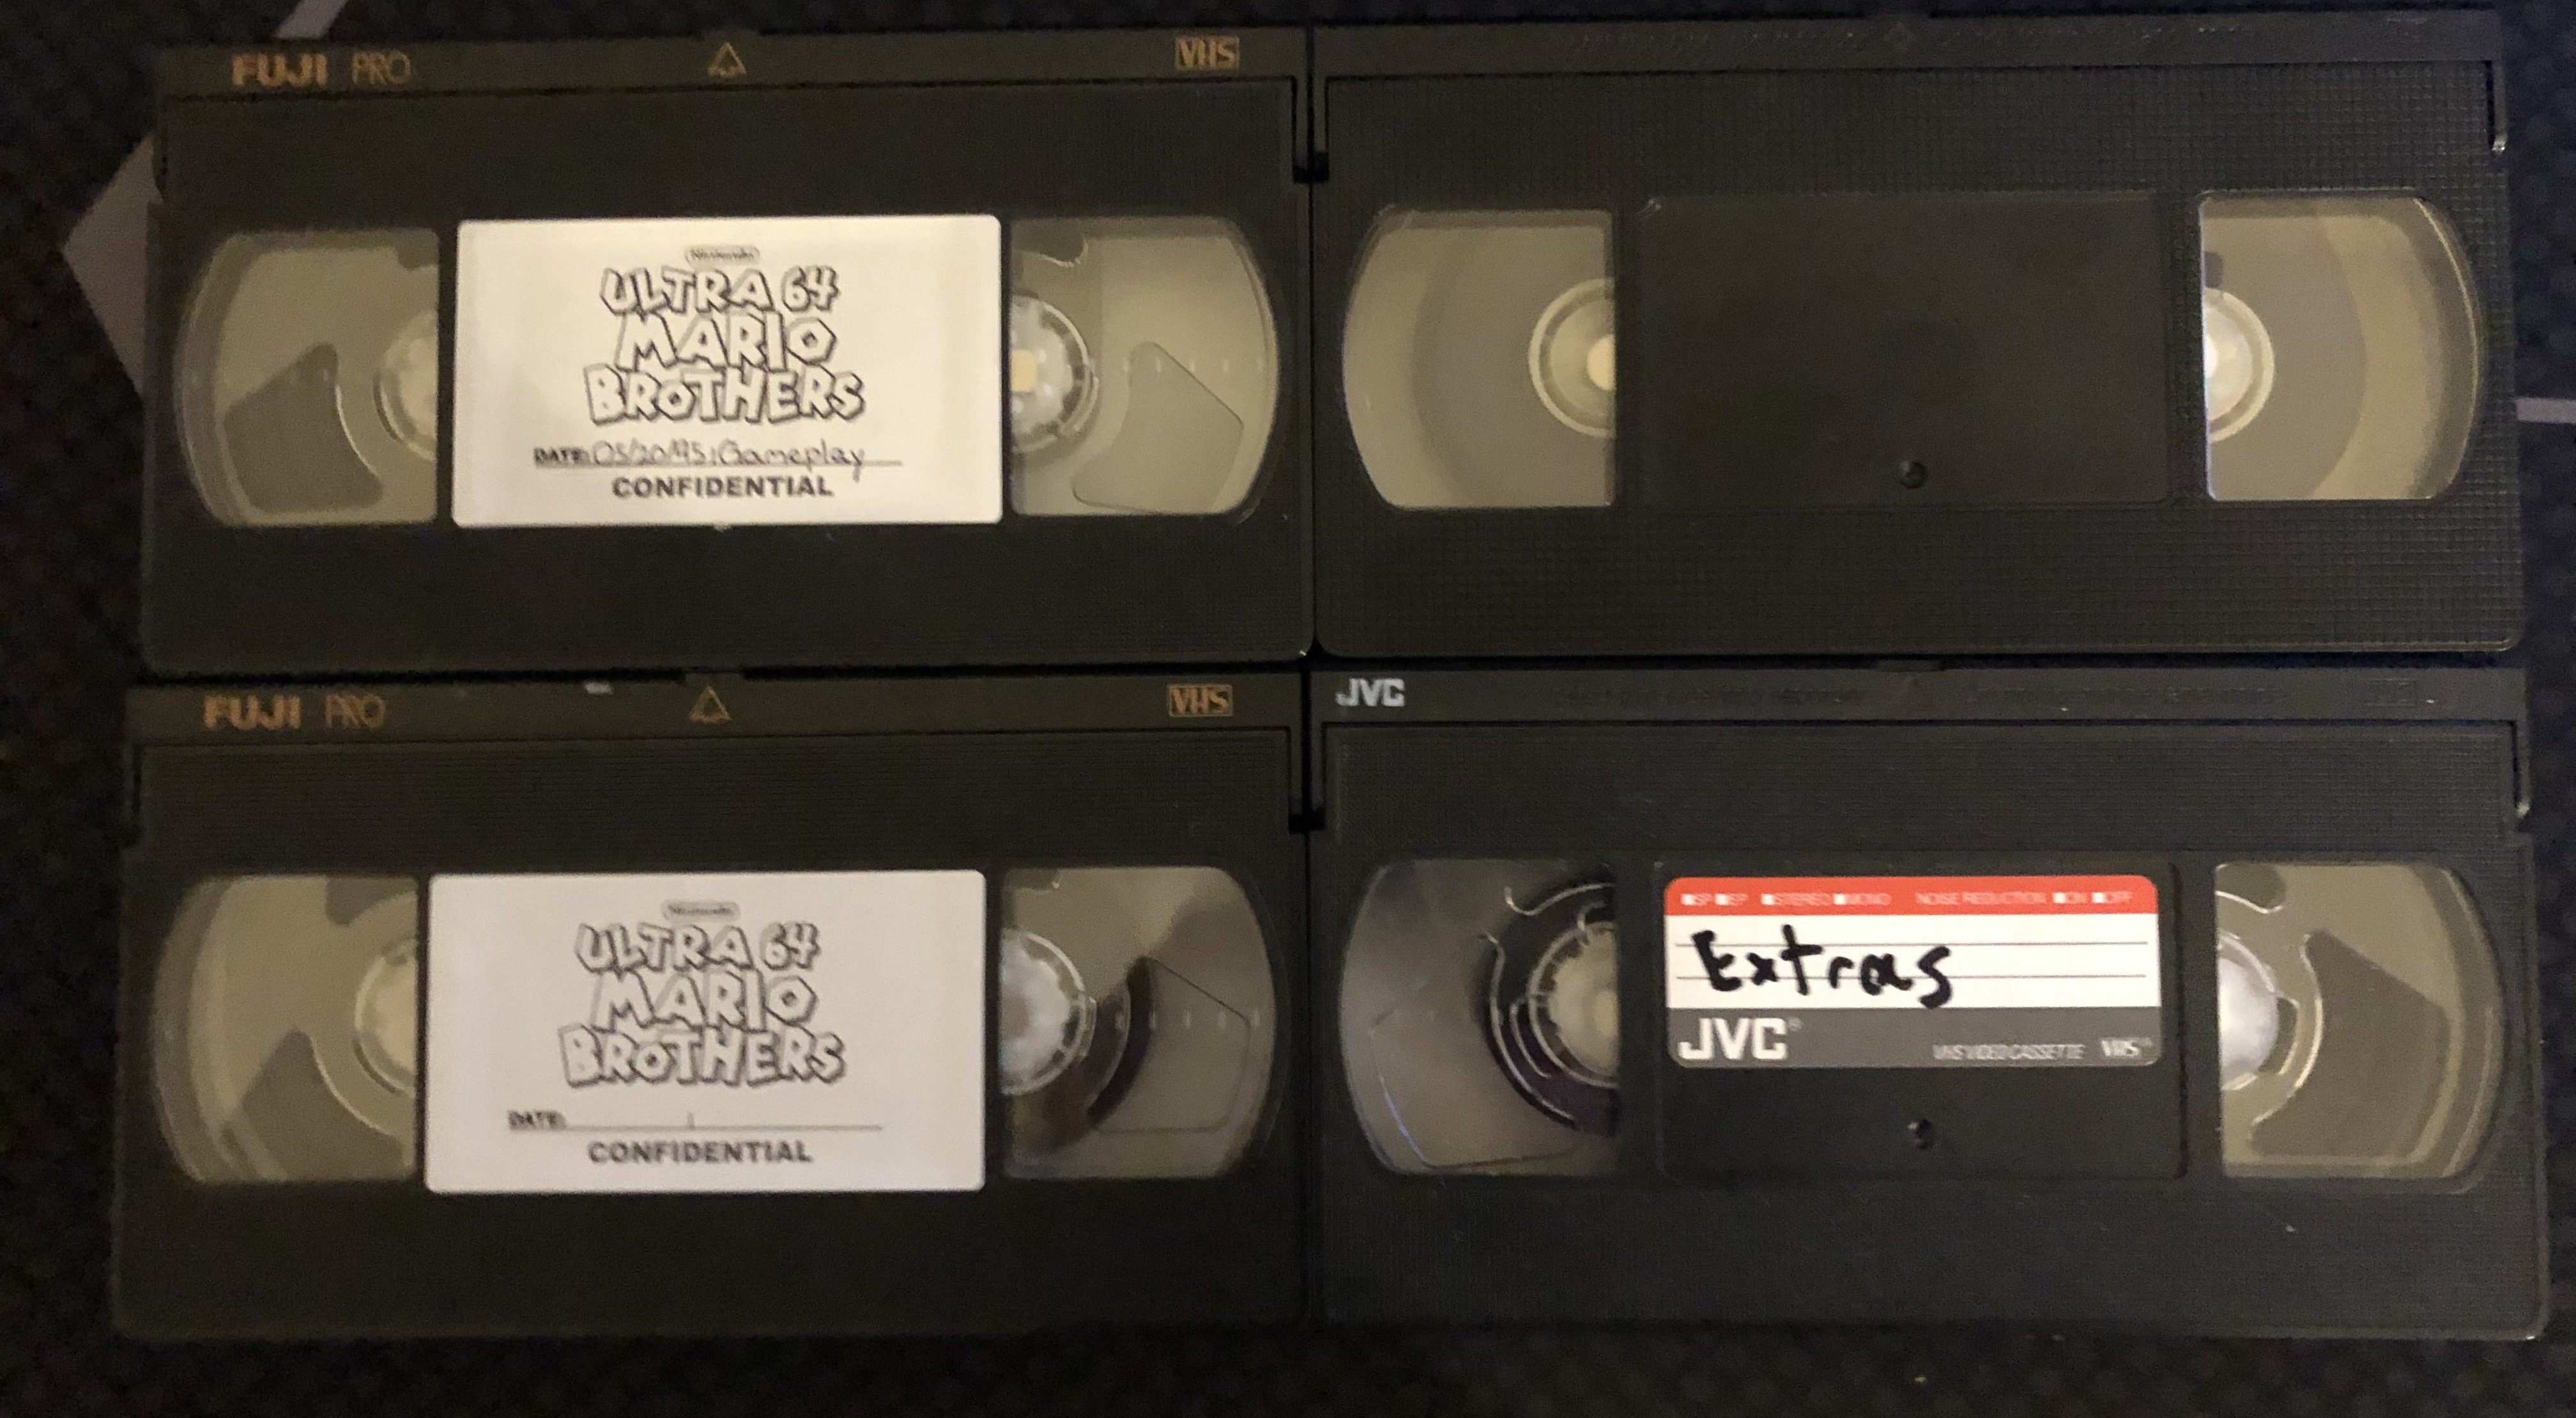 FUJI PRO VHS
Nintendo
ULTRA 64
MARIO
BROTHERS
DATE: 05/20/95 | Gameplay
CONFIDENTIAL
FUJI PRO VHS
Nintendo
ULTRA 64
MARIO
BROTHERS
DATE:
CONFIDENTIAL
JVC
SP EP STEREO MONO NOISE REDUCTION ON OFF
Extras
JVC® VHS VIDEO CASSETTE VHS